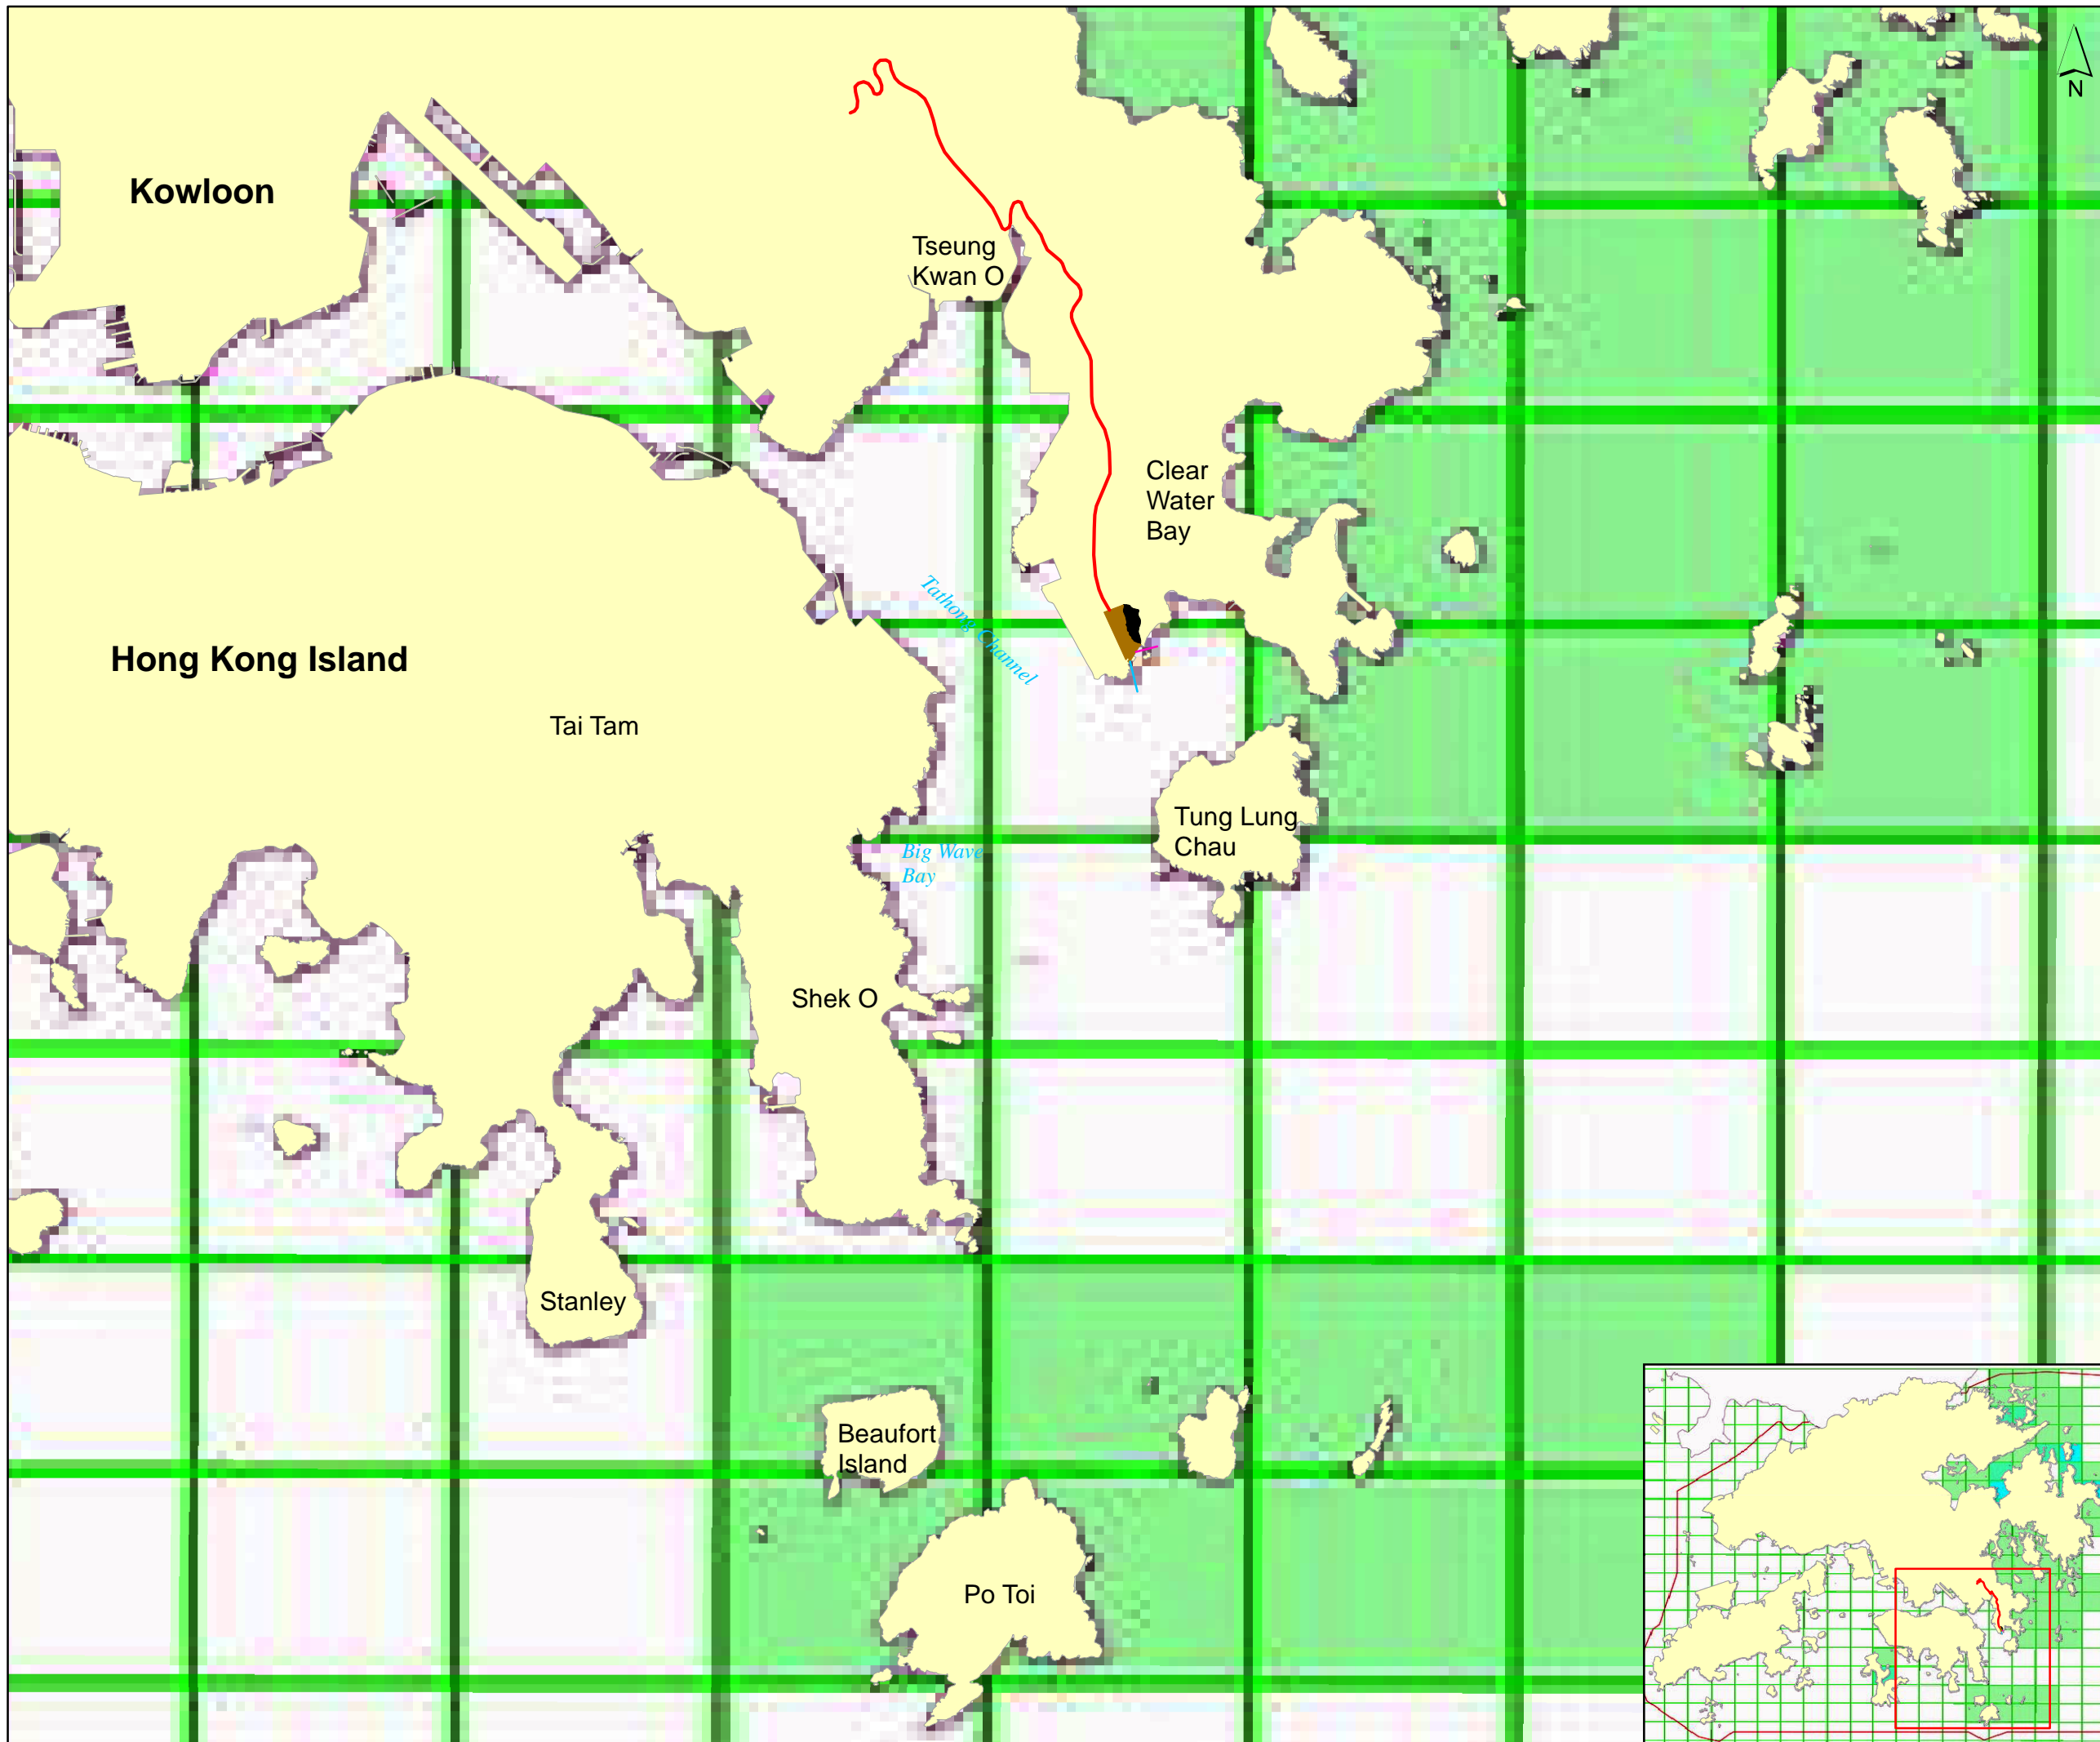 N
Kowloon
Tseung
Kwan O
Clear
Water
Bay
Tathong Channel
Hong Kong Island
Tai Tam
Tung Lung
Chau
Big Wave
Bay
Shek O
Stanley
Beaufort
Island
Po Toi